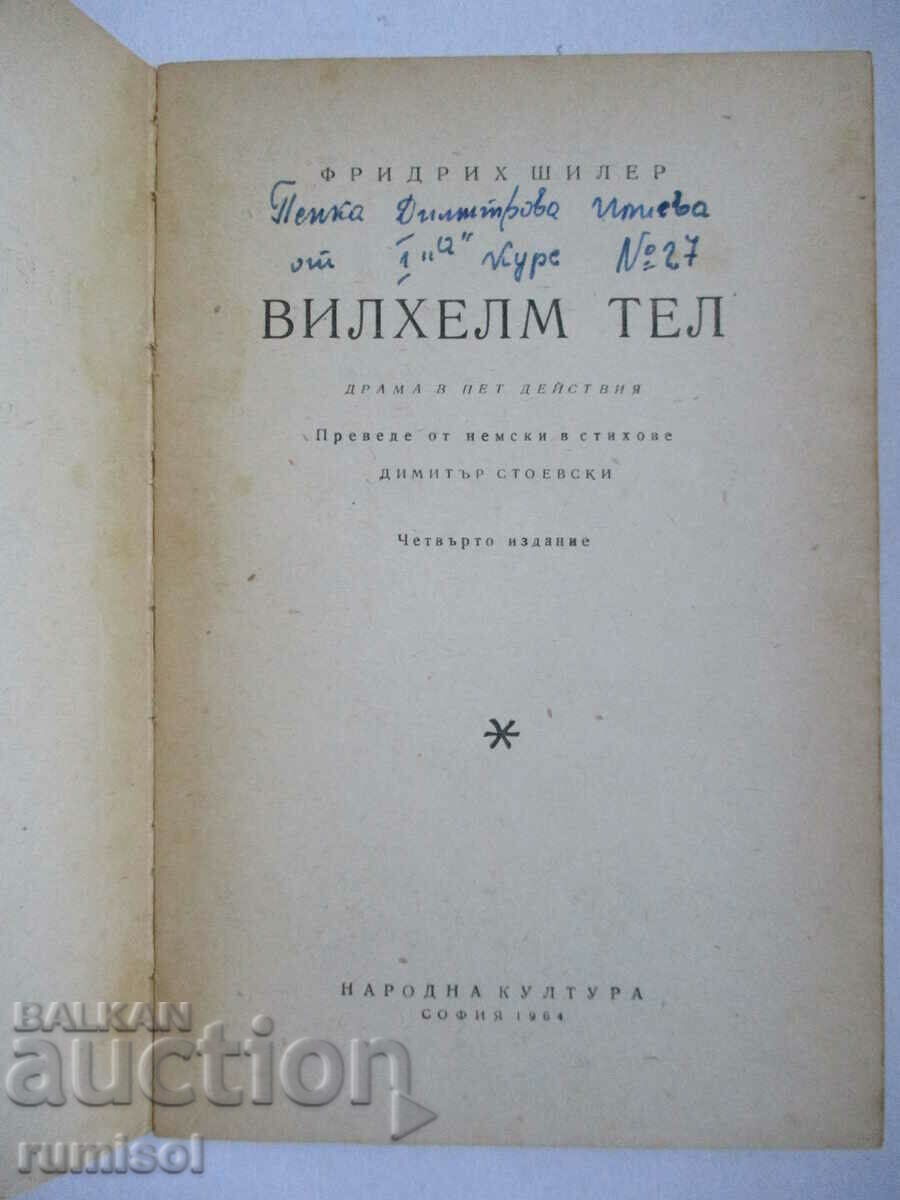 ФРИДРИХ ШИЛЕР
Пенка Димитрова Илиева
от I "а" курс №27
ВИЛХЕЛМ ТЕЛ
ДРАМА В ПЕТ ДЕЙСТВИЯ
Преведе от немски в стихове
ДИМИТЪР СТОЕВСКИ
Четвърто издание
*
НАРОДНА КУЛТУРА
СОФИЯ 1964
BALKAN
auction
rumisol